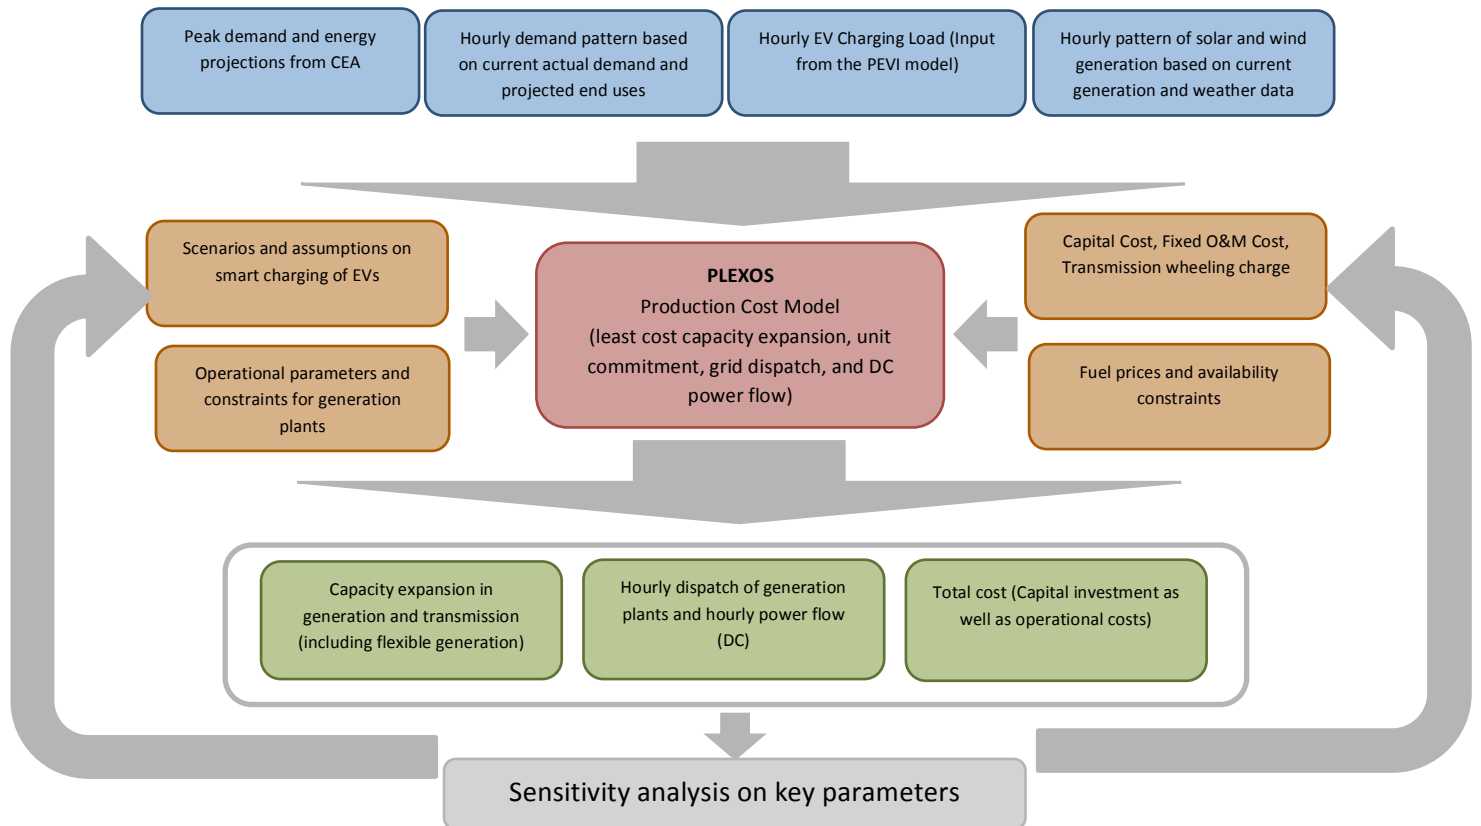 Peak demand and energy
projections from CEA
Hourly demand pattern based
on current actual demand and
projected end uses
Hourly EV Charging Load (Input
from the PEVI model)
Hourly pattern of solar and wind
generation based on current
generation and weather data
Scenarios and assumptions on
smart charging of EVs
Operational parameters and
constraints for generation
plants
PLEXOS
Production Cost Model
(least cost capacity expansion, unit
commitment, grid dispatch, and DC
power flow)
Capital Cost, Fixed O&M Cost,
Transmission wheeling charge
Fuel prices and availability
constraints
Capacity expansion in
generation and transmission
(including flexible generation)
Hourly dispatch of generation
plants and hourly power flow
(DC)
Total cost (Capital investment as
well as operational costs)
Sensitivity analysis on key parameters